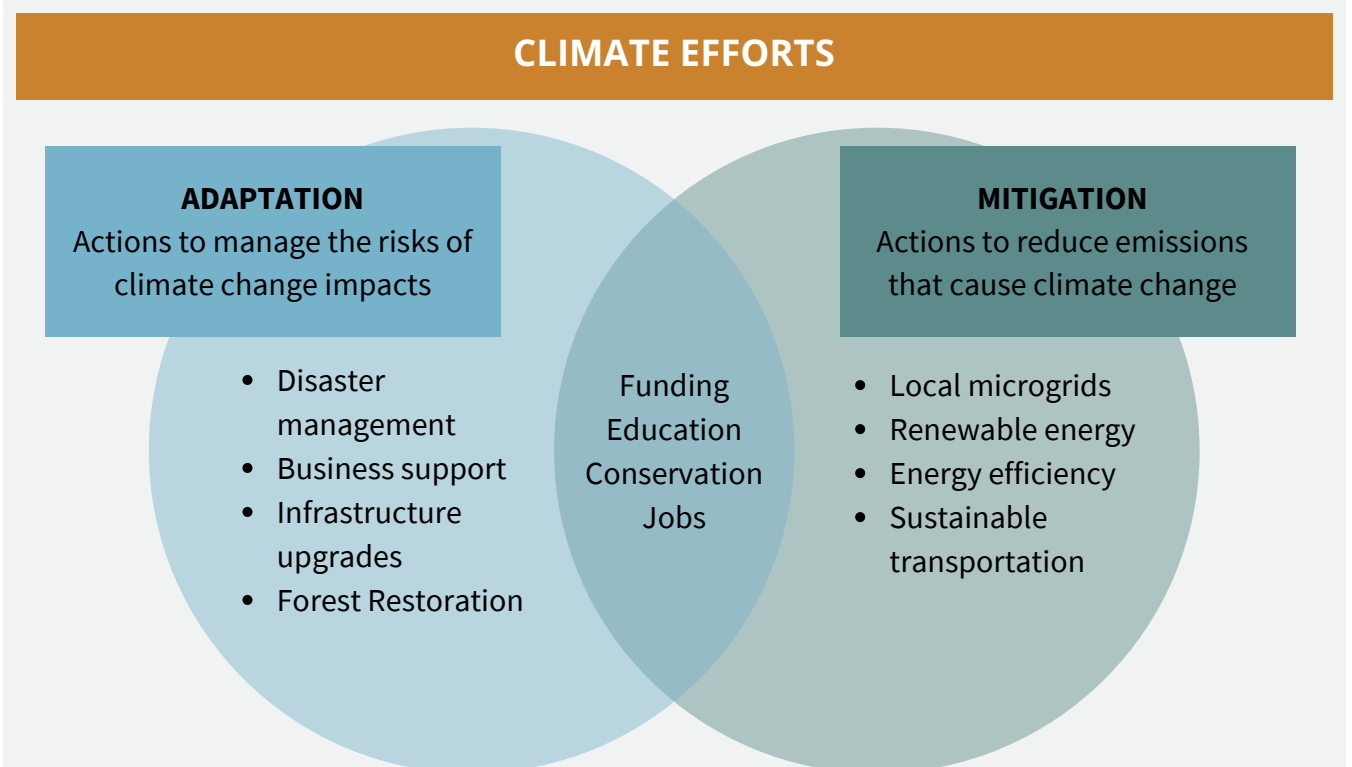 CLIMATE EFFORTS
ADAPTATION
Actions to manage the risks of
climate change impacts
• Disaster
management
• Business support
• Infrastructure
upgrades
• Forest Restoration
Funding
Education
Conservation
Jobs
MITIGATION
Actions to reduce emissions
that cause climate change
• Local microgrids
• Renewable energy
• Energy efficiency
• Sustainable
transportation